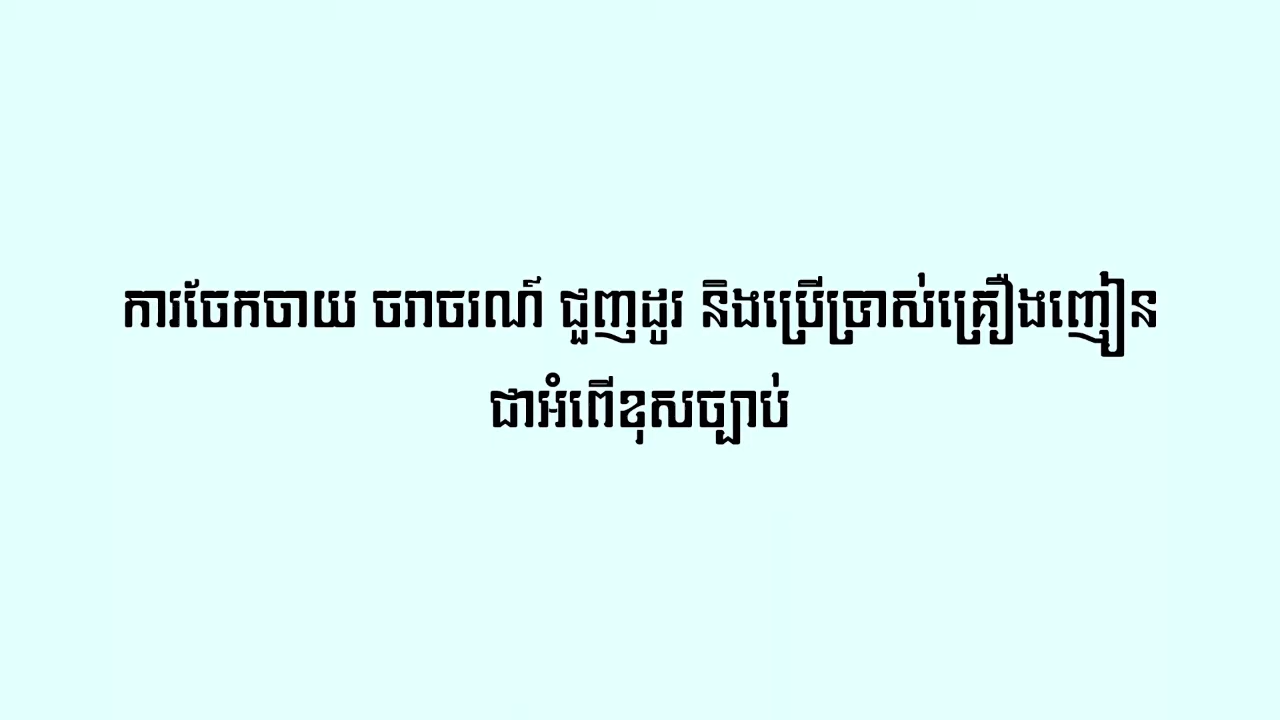 ការចែកចាយ ចរាចរណ៍ ជួញដូរ និងប្រើប្រាស់គ្រឿងញៀន
ជាអំពើខុសច្បាប់